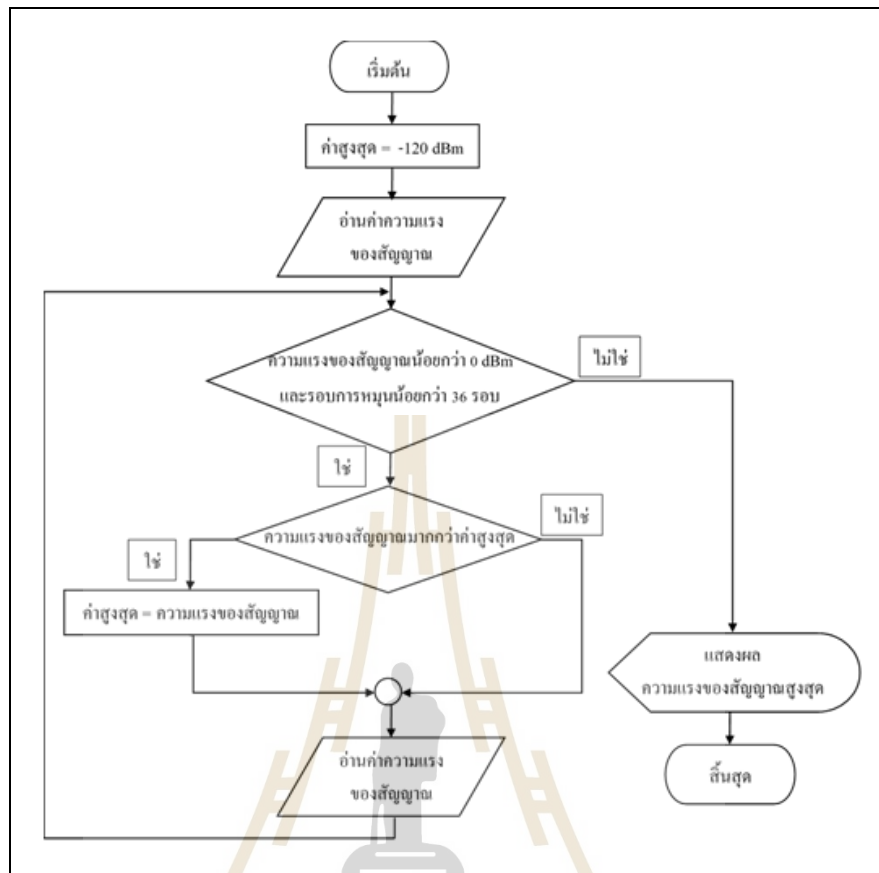 เริ่มต้น
ค่าสูงสุด = -120 dBm
อ่านค่าความแรง
ของสัญญาณ
ความแรงของสัญญาณน้อยกว่า 0 dBm
และรอบการหมุนน้อยกว่า 36 รอบ
ไม่ใช่
ใช่
ความแรงของสัญญาณมากกว่าค่าสูงสุด
ไม่ใช่
ใช่
ค่าสูงสุด = ความแรงของสัญญาณ
แสดงผล
ความแรงของสัญญาณสูงสุด
อ่านค่าความแรง
ของสัญญาณ
สิ้นสุด